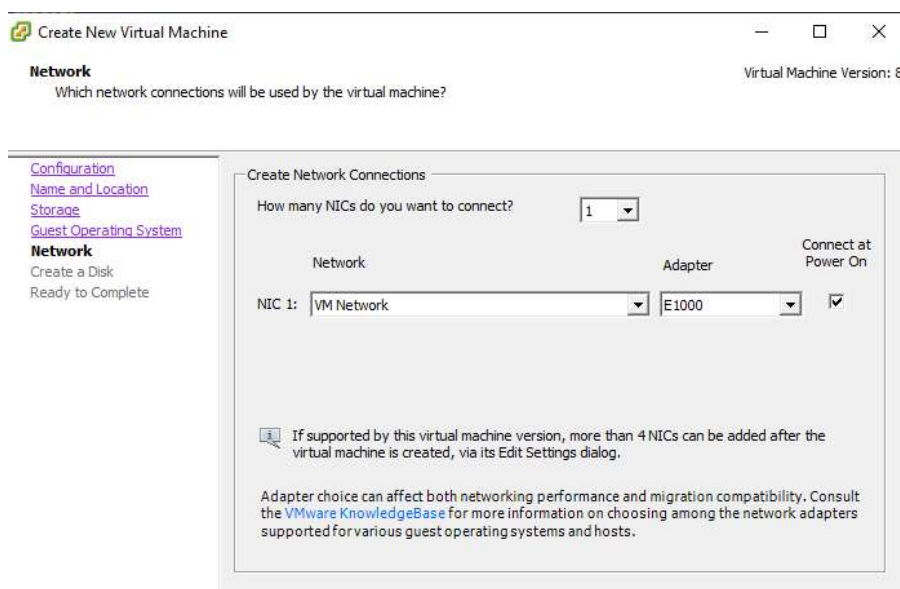 Create New Virtual Machine
Network
Virtual Machine Version: 8
Which network connections will be used by the virtual machine?
Configuration
Name and Location
Storage
Guest Operating System
Network
Create a Disk
Ready to Complete
Create Network Connections
How many NICs do you want to connect?
1
Network
Adapter
Connect at
Power On
NIC 1:
VM Network
E1000
If supported by this virtual machine version, more than 4 NICs can be added after the
virtual machine is created, via its Edit Settings dialog.
Adapter choice can affect both networking performance and migration compatibility. Consult
the VMware KnowledgeBase for more information on choosing among the network adapters
supported for various guest operating systems and hosts.